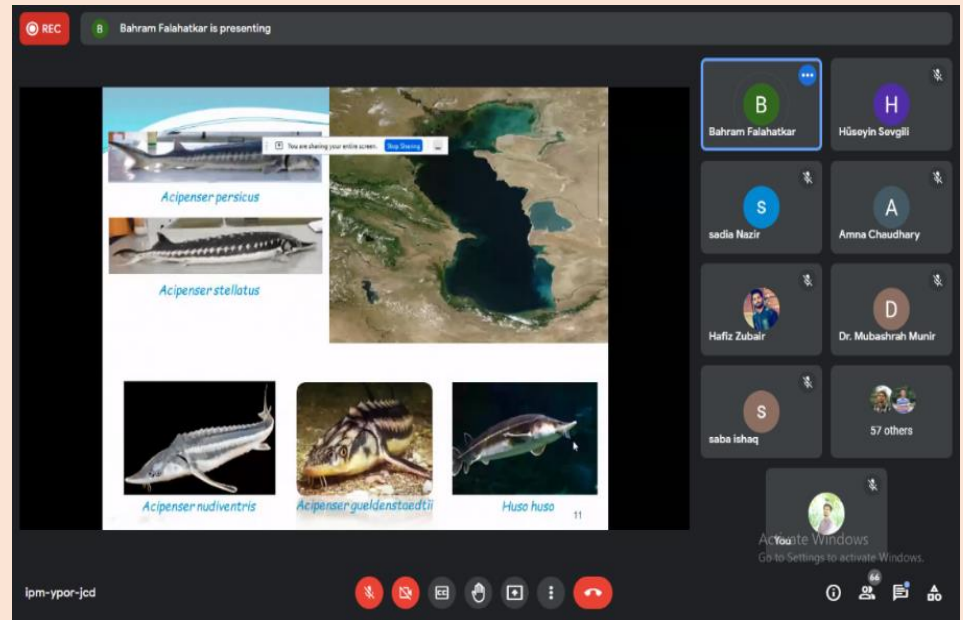 REC
B
Bahram Falahatkar is presenting
You are sharing your entire screen.
Stop Sharing
Acipenser persicus
Acipenser stellatus
Acipenser nudiventris
Acipenser gueldenstaedtii
Huso huso
11
B
Bahram Falahatkar
H
Hüseyin Sevgili
S
sadia Nazir
A
Amna Chaudhary
Hafiz Zubair
D
Dr. Mubashrah Munir
S
saba ishaq
57 others
You
Activate Windows
Go to Settings to activate Windows.
ipm-ypor-jcd
CC
66